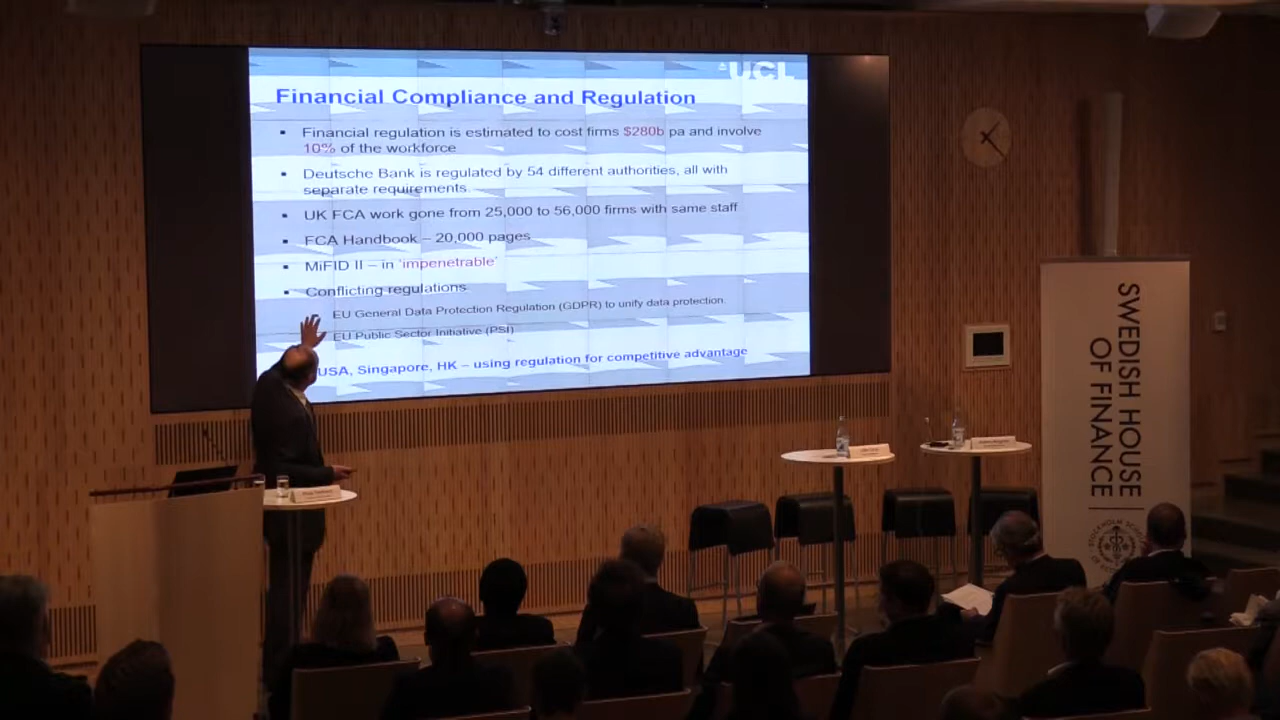 UCL
Financial Compliance and Regulation
▪ Financial regulation is estimated to cost firms $280b pa and involve
10% of the workforce
▪ Deutsche Bank is regulated by 54 different authorities, all with
separate requirements.
▪ UK FCA work gone from 25,000 to 56,000 firms with same staff
▪ FCA Handbook – 20,000 pages
▪ MiFID II – in 'impenetrable'
▪ Conflicting regulations
EU General Data Protection Regulation (GDPR) to unify data protection.
EU Public Sector Initiative (PSI)
USA, Singapore, HK – using regulation for competitive advantage
SWEDISH HOUSE
OF FINANCE